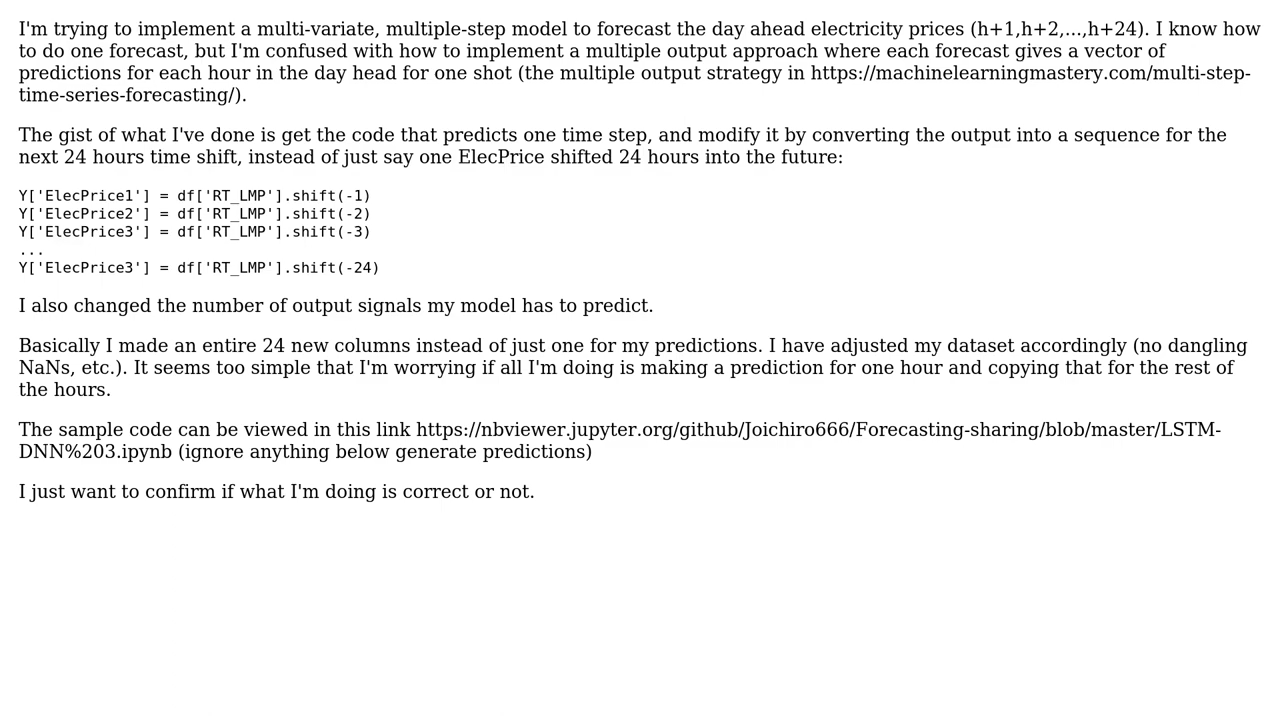 I'm trying to implement a multi-variate, multiple-step model to forecast the day ahead electricity prices (h+1,h+2,...,h+24). I know how
to do one forecast, but I'm confused with how to implement a multiple output approach where each forecast gives a vector of
predictions for each hour in the day head for one shot (the multiple output strategy in https://machinelearningmastery.com/multi-step-
time-series-forecasting/).
The gist of what I've done is get the code that predicts one time step, and modify it by converting the output into a sequence for the
next 24 hours time shift, instead of just say one ElecPrice shifted 24 hours into the future:
Y['ElecPrice1'] = df['RT_LMP'].shift(-1)
Y['ElecPrice2'] = df['RT_LMP'].shift(-2)
Y['ElecPrice3'] = df['RT_LMP'].shift(-3)
...
Y['ElecPrice3'] = df['RT_LMP'].shift(-24)
I also changed the number of output signals my model has to predict.
Basically I made an entire 24 new columns instead of just one for my predictions. I have adjusted my dataset accordingly (no dangling
NaNs, etc.). It seems too simple that I'm worrying if all I'm doing is making a prediction for one hour and copying that for the rest of
the hours.
The sample code can be viewed in this link https://nbviewer.jupyter.org/github/Joichiro666/Forecasting-sharing/blob/master/LSTM-
DNN%203.ipynb (ignore anything below generate predictions)
I just want to confirm if what I'm doing is correct or not.